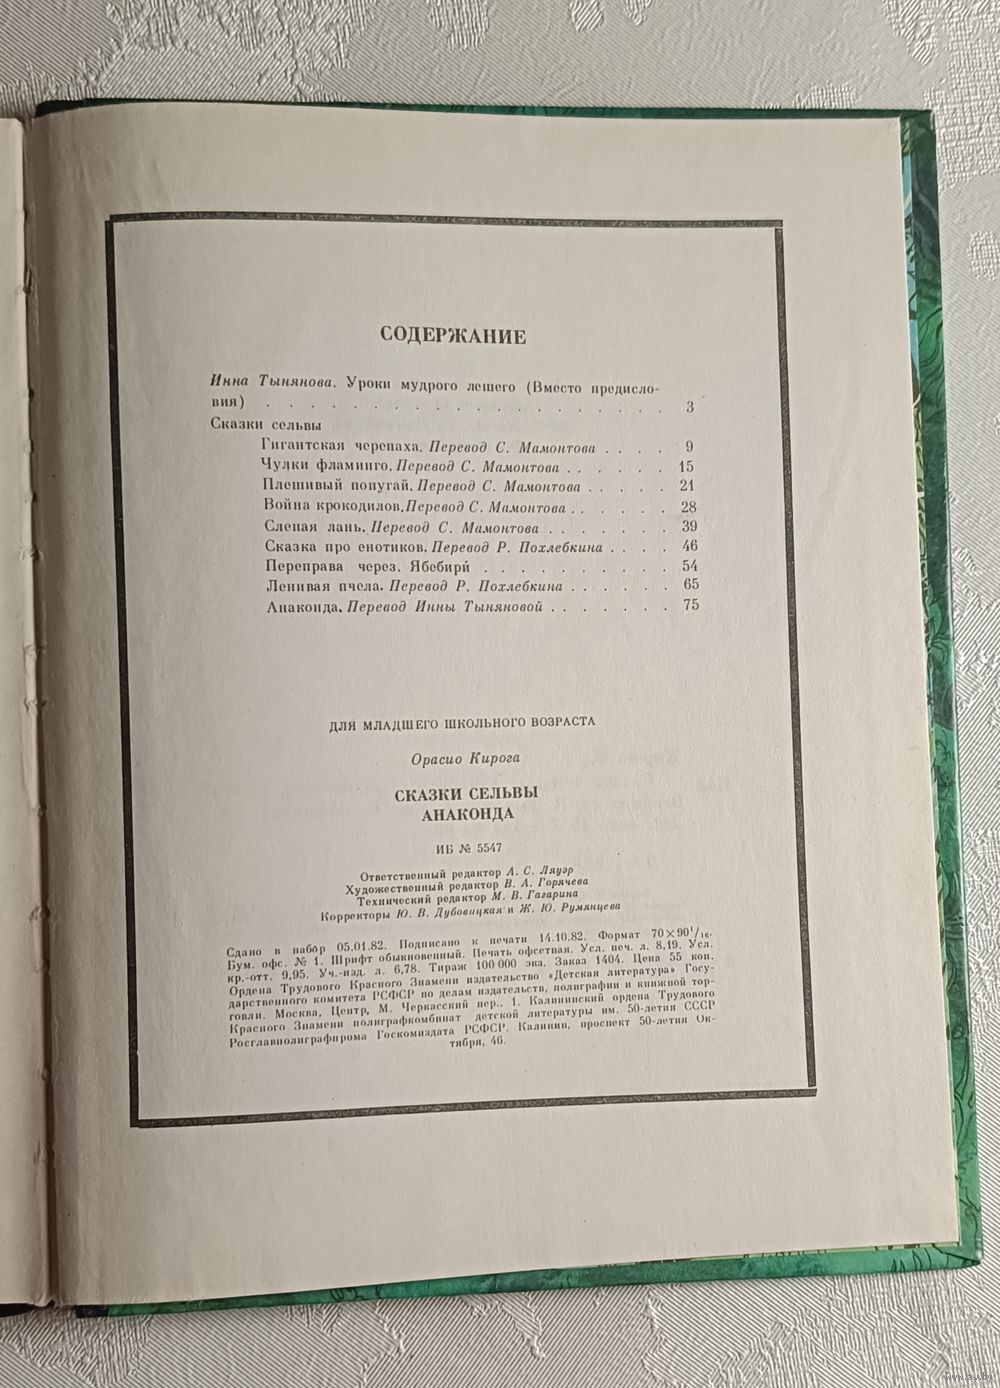 СОДЕРЖАНИЕ
Инна Тынянова. Уроки мудрого лешего (Вместо предисло-
вия) . . . . . . . . . . . . . . . . . . . 3
Сказки сельвы
Гигантская черепаха. Перевод С. Мамонтова . . . . 9
Чулки фламинго. Перевод С. Мамонтова . . . . . . 15
Плешивый попугай. Перевод С. Мамонтова . . . . . 21
Война крокодилов. Перевод С. Мамонтова . . . . . . 28
Слепая лань. Перевод С. Мамонтова . . . . . . . 39
Сказка про енотиков. Перевод Р. Похлебкина . . . . 46
Переправа через. Ябебири́ . . . . . . . . . . 54
Ленивая пчела. Перевод Р. Похлебкина . . . . . . 65
Анаконда. Перевод Инны Тыняновой . . . . . . . 75
ДЛЯ МЛАДШЕГО ШКОЛЬНОГО ВОЗРАСТА
Орасио Кирога
СКАЗКИ СЕЛЬВЫ
АНАКОНДА
ИБ № 5547
Ответственный редактор А. С. Ляуэр
Художественный редактор В. А. Горячева
Технический редактор М. В. Гагарина
Корректоры Ю. В. Дубовицкая и Ж. Ю. Румянцева
Сдано в набор 05.01.82. Подписано к печати 14.10.82. Формат 70×90¹/₁₆.
Бум. офс. № 1. Шрифт обыкновенный. Печать офсетная. Усл. печ. л. 8,19. Усл.
кр.-отт. 9,95. Уч.-изд. л. 6,78. Тираж 100 000 экз. Заказ 1404. Цена 55 коп.
Ордена Трудового Красного Знамени издательство «Детская литература» Госу-
дарственного комитета РСФСР по делам издательств, полиграфии и книжной тор-
говли. Москва, Центр, М. Черкасский пер., 1. Калининский ордена Трудового
Красного Знамени полиграфкомбинат детской литературы им. 50-летия СССР
Росглавполиграфпрома Госкомиздата РСФСР. Калинин, проспект 50-летия Ок-
тября, 46.
www.ay.by